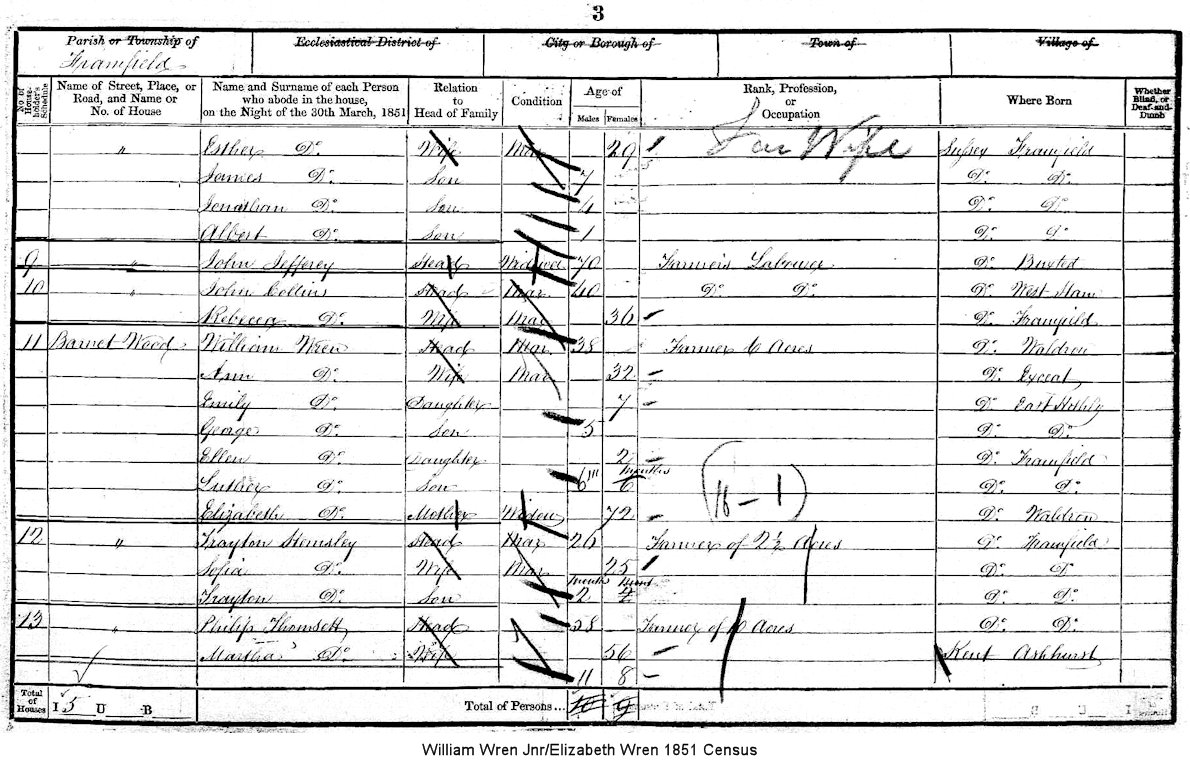 3
Parish or Township of Ecclesiastical District of City or Borough of Town of Village of
Framfield
No. of Householder's Schedule Name of Street, Place, or Road, and Name or No. of House Name and Surname of each Person who abode in the house, on the Night of the 30th March, 1851 Relation to Head of Family Condition Age of Males Females Rank, Profession, or Occupation Where Born Whether Blind, or Deaf-and-Dumb
" Esther Do. Wife Mar 29 Wife Sussex Framfield
James Do. Son 7 Do. Do.
Jonathan Do. Son 4 Do. Do.
Albert Do. Son 1 Do. Do.
9 " John Jefferey Head Widower 70 Farmer's Labourer Do. Buxted
10 " John Collins Head Mar 40 Do. Do. Do. West Ham
Rebecca Do. Wife Mar 36 Do. Framfield
11 Barnet Wood William Wren Head Mar 38 Farmer 6 Acres Do. Waldron
Ann Do. Wife Mar 32 Do. Exceat
Emily Do. Daughter 7 Do. East Hothly
George Do. Son 5 Do. Do.
Ellen Do. Daughter 2 Do. Framfield
Luther Do. Son 6 months Do. Do.
Elizabeth Do. Mother Widow 72 Do. Waldron
12 " Trayton Hemsley Head Mar 26 Farmer of 2½ Acres Do. Framfield
Sofia Do. Wife Mar 25 Do. Do.
Trayton Do. Son 2 months Do. Do.
13 " Philip Thomsett Head 58 Farmer of 6 Acres Do. Do.
Martha Do. Wife 56 Kent Ashhurst
11 8
Total of Houses I 5 U B Total of Persons... 10 9
William Wren Jnr/Elizabeth Wren 1851 Census